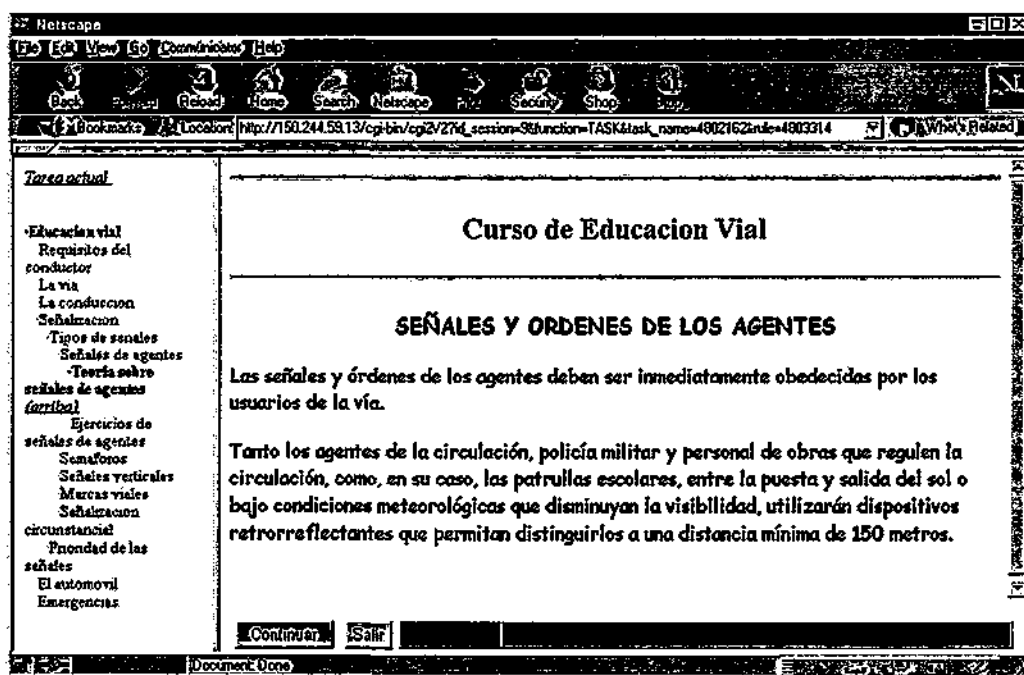 Netscape
File Edit View Go Communicator Help
Back Forward Reload Home Search Netscape Print Security Shop Stop
Bookmarks Location: http://150.244.59.13/cgi-bin/cgi2V2?id_session=9&function=TASK&task_name=4802162&rule=4803314 What's Related
Tarea actual
·Educacion vial
Requisitos del
conductor
La via
La conduccion
·Señalizacion
·Tipos de senales
Señales de agentes
·Teoría sobre
señales de agentes
(arriba)
Ejercicios de
señales de agentes
Semaforos
Señales verticales
Marcas viales
Señalizacion
circunstancial
Prioridad de las
señales
El automovil
Emergencias
Curso de Educacion Vial
SEÑALES Y ORDENES DE LOS AGENTES
Las señales y órdenes de los agentes deben ser inmediatamente obedecidas por los
usuarios de la vía.
Tanto los agentes de la circulación, policía militar y personal de obras que regulen la
circulación, como, en su caso, las patrullas escolares, entre la puesta y salida del sol o
bajo condiciones meteorológicas que disminuyan la visibilidad, utilizarán dispositivos
retrorreflectantes que permitan distinguirlos a una distancia mínima de 150 metros.
Continuar Salir
Document: Done